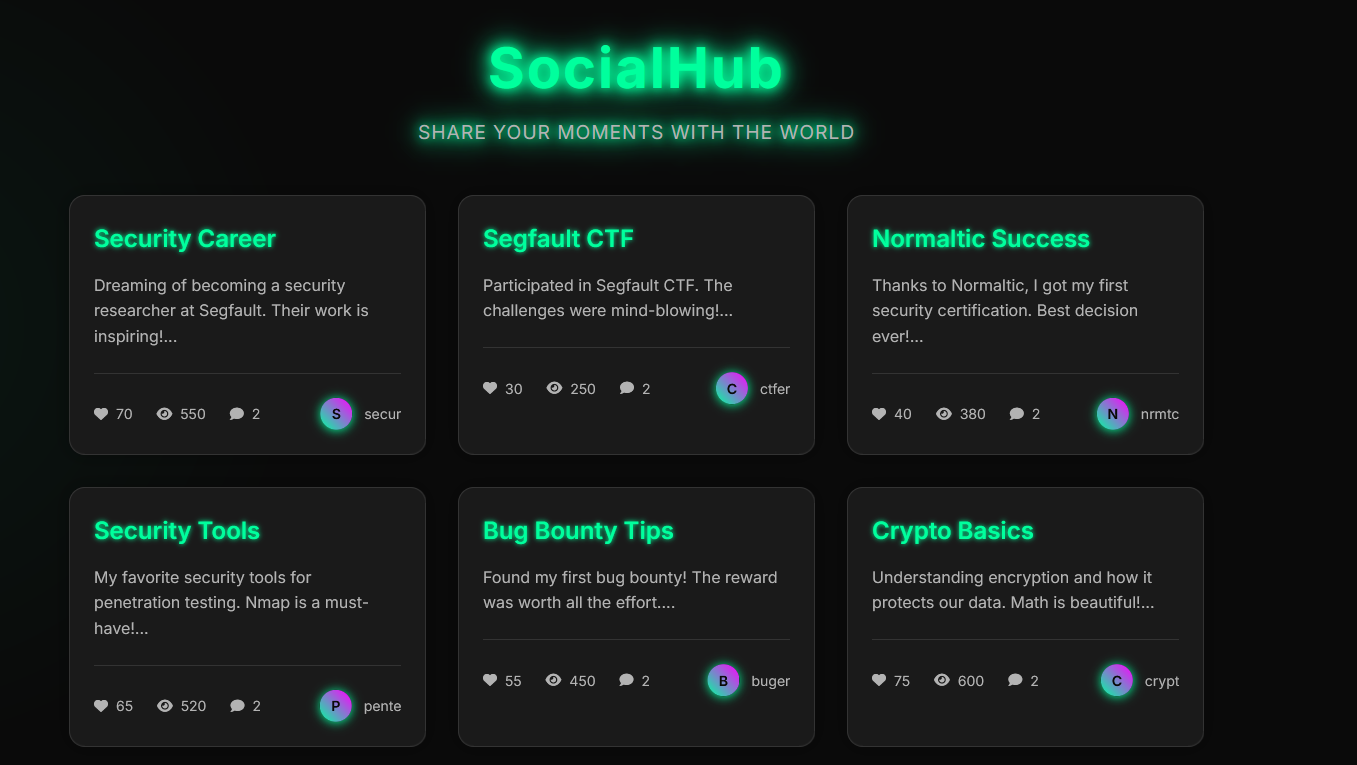 SocialHub
SHARE YOUR MOMENTS WITH THE WORLD
Security Career
Dreaming of becoming a security
researcher at Segfault. Their work is
inspiring!...
70 550 2 S secur
Segfault CTF
Participated in Segfault CTF. The
challenges were mind-blowing!...
30 250 2 C ctfer
Normaltic Success
Thanks to Normaltic, I got my first
security certification. Best decision
ever!...
40 380 2 N nrmtc
Security Tools
My favorite security tools for
penetration testing. Nmap is a must-
have!...
65 520 2 P pente
Bug Bounty Tips
Found my first bug bounty! The reward
was worth all the effort....
55 450 2 B buger
Crypto Basics
Understanding encryption and how it
protects our data. Math is beautiful!...
75 600 2 C crypt